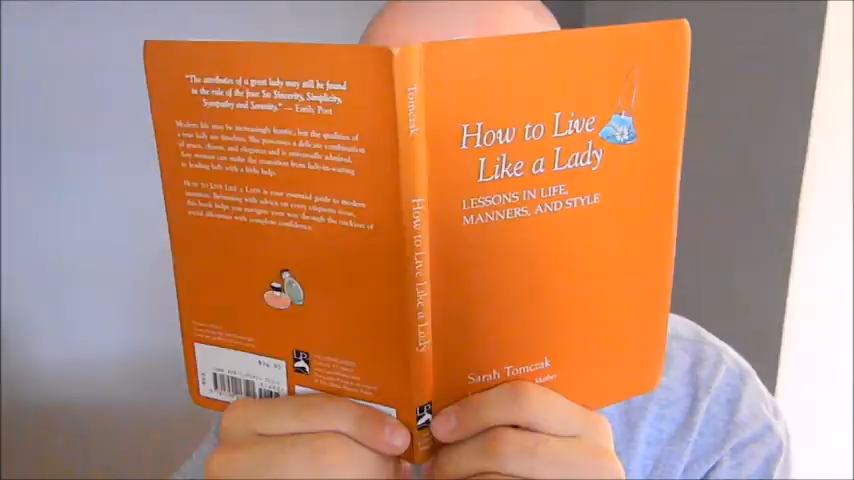 "The attributes of a great lady may still be found
in the rule of the four S's: Sincerity, Simplicity,
Sympathy and Serenity." — Emily Post
Modern life may be increasingly frantic, but the qualities of
a true lady are timeless. She possesses a delicate combination
of grace, charm, and elegance and is universally admired.
Any woman can make the transition from lady-in-waiting
to leading lady with a little help.
HOW TO LIVE LIKE A LADY is your essential guide to modern
manners. Brimming with advice on every
this book helps you navigate your way through the trickiest of
social dilemmas with complete confidence.
ISBN
LP
Tomczak
How to Live Like a Lady
How to Live
Like a Lady
LESSONS IN LIFE,
MANNERS, AND STYLE
Sarah Tomczak